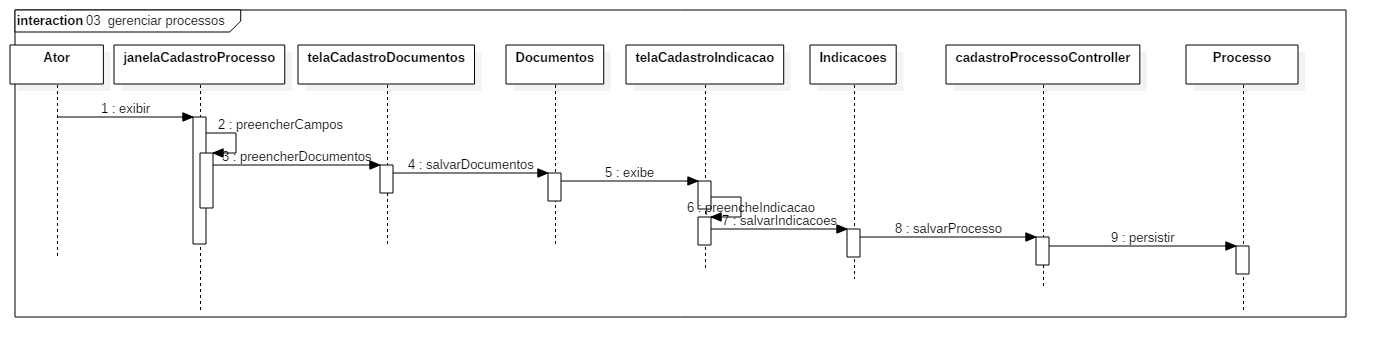 interaction 03 gerenciar processos
Ator
janelaCadastroProcesso
telaCadastroDocumentos
Documentos
telaCadastroIndicacao
Indicacoes
cadastroProcessoController
Processo
1 : exibir
2 : preencherCampos
3 : preencherDocumentos
4 : salvarDocumentos
5 : exibe
6 : preencheIndicacao
7 : salvarIndicacoes
8 : salvarProcesso
9 : persistir